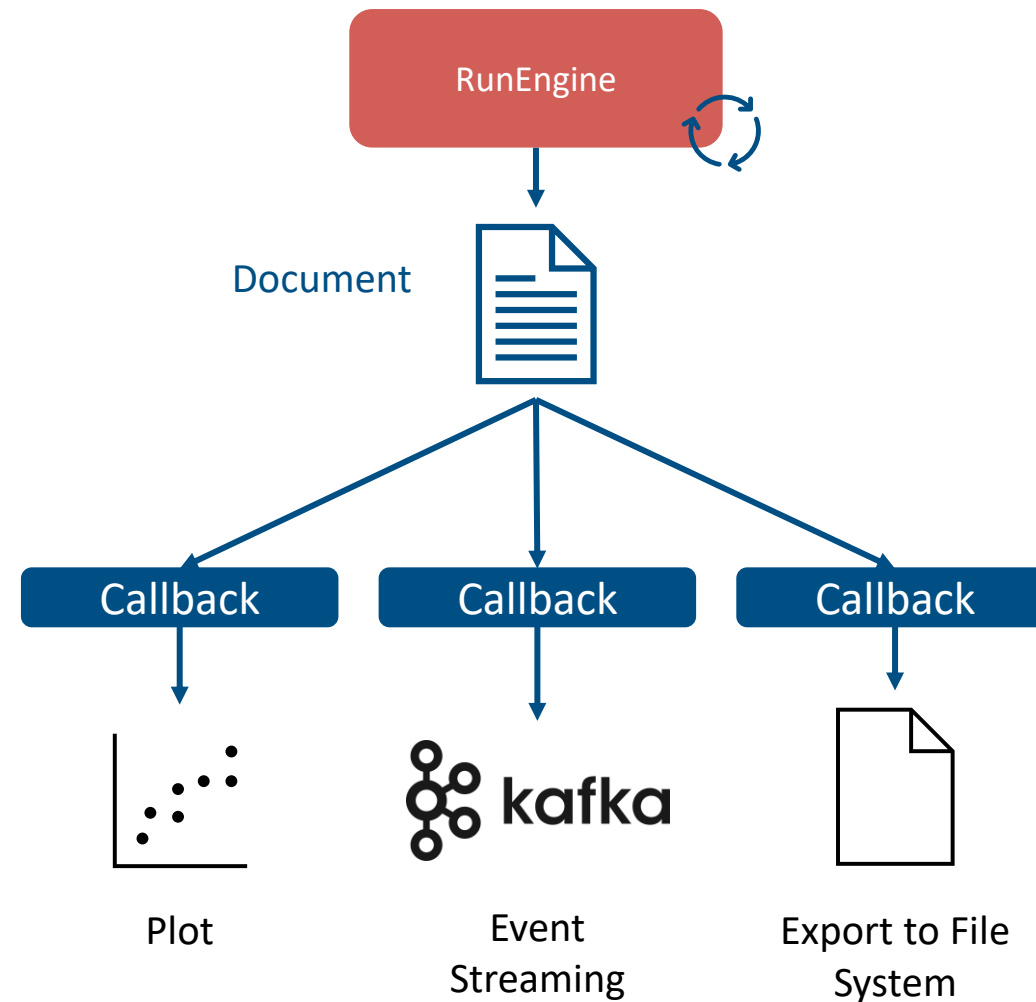 RunEngine
Document
Callback
Callback
Callback
kafka
Plot
Event
Streaming
Export to File
System